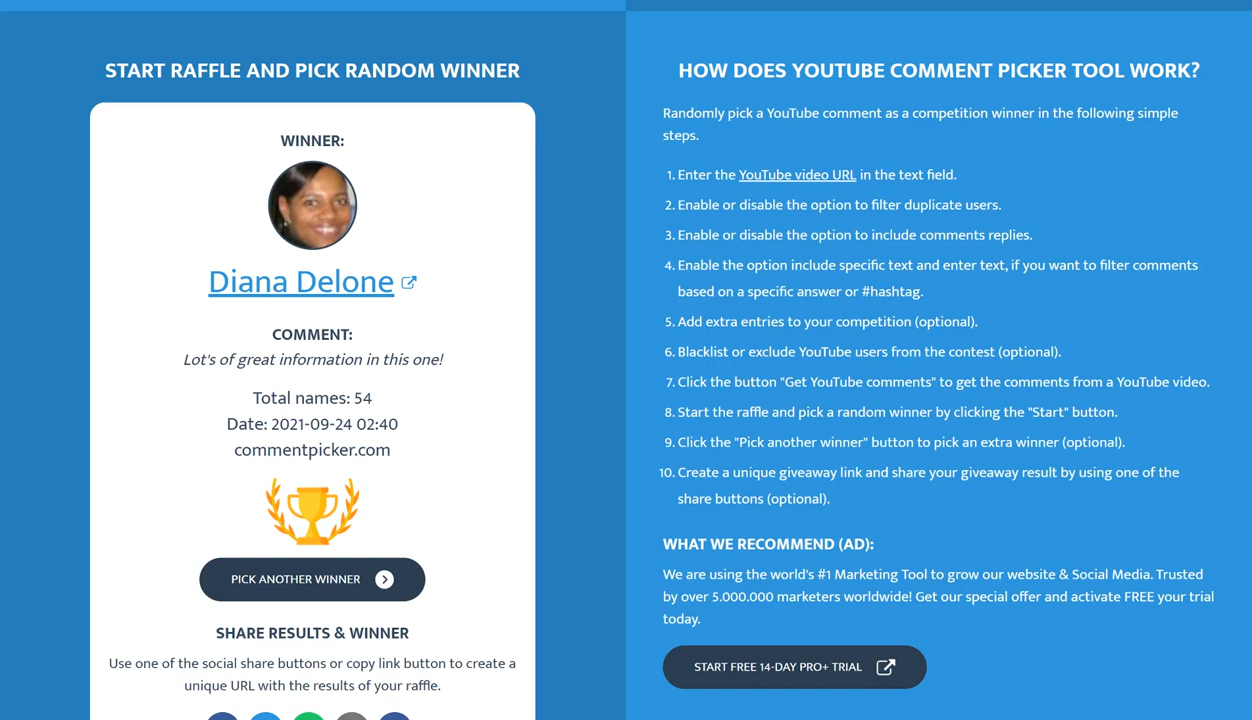 START RAFFLE AND PICK RANDOM WINNER
WINNER:
Diana Delone
COMMENT:
Lot's of great information in this one!
Total names: 54
Date: 2021-09-24 02:40
commentpicker.com
PICK ANOTHER WINNER
SHARE RESULTS & WINNER
Use one of the social share buttons or copy link button to create a
unique URL with the results of your raffle.
HOW DOES YOUTUBE COMMENT PICKER TOOL WORK?
Randomly pick a YouTube comment as a competition winner in the following simple
steps.
1. Enter the YouTube video URL in the text field.
2. Enable or disable the option to filter duplicate users.
3. Enable or disable the option to include comments replies.
4. Enable the option include specific text and enter text, if you want to filter comments
based on a specific answer or #hashtag.
5. Add extra entries to your competition (optional).
6. Blacklist or exclude YouTube users from the contest (optional).
7. Click the button "Get YouTube comments" to get the comments from a YouTube video.
8. Start the raffle and pick a random winner by clicking the "Start" button.
9. Click the "Pick another winner" button to pick an extra winner (optional).
10. Create a unique giveaway link and share your giveaway result by using one of the
share buttons (optional).
WHAT WE RECOMMEND (AD):
We are using the world's #1 Marketing Tool to grow our website & Social Media. Trusted
by over 5.000.000 marketers worldwide! Get our special offer and activate FREE your trial
today.
START FREE 14-DAY PRO+ TRIAL